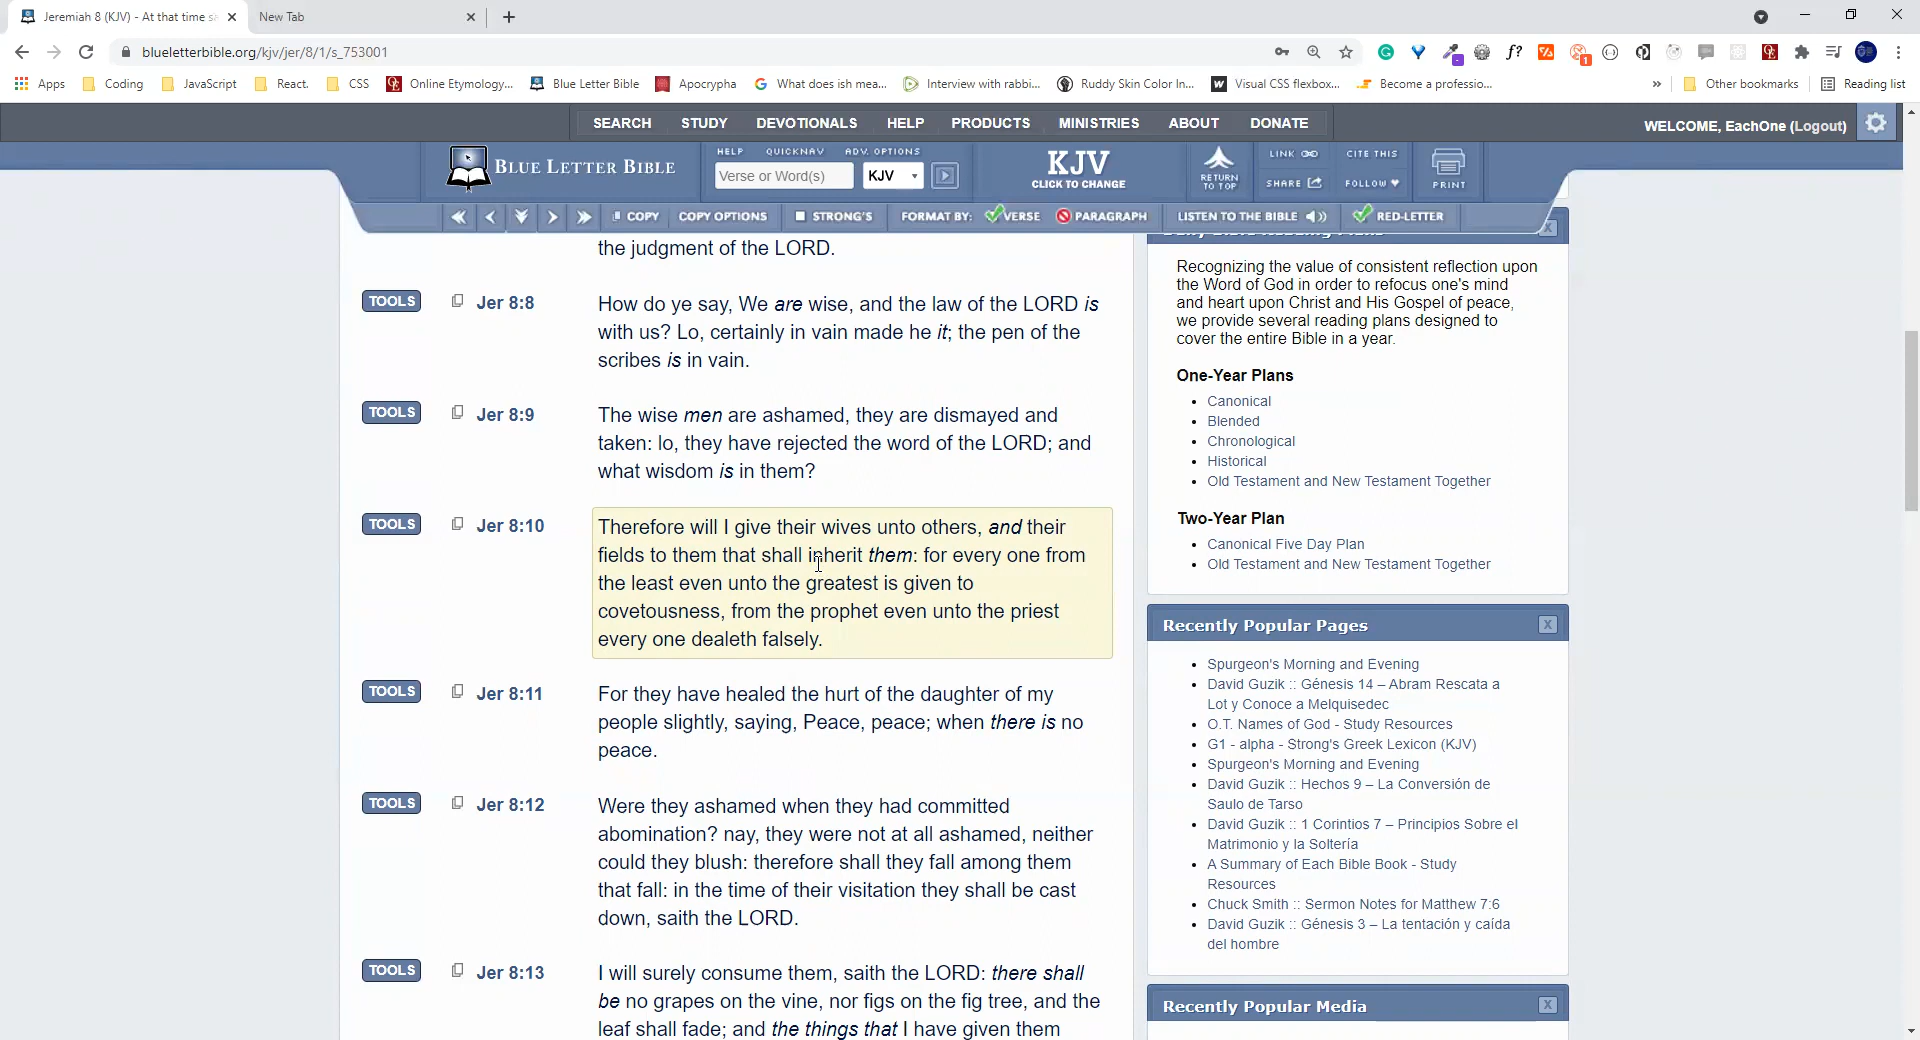 Jeremiah 8 (KJV) - At that time sa
New Tab
blueletterbible.org/kjv/jer/8/1/s_753001
Apps
Coding
JavaScript
React.
CSS
Online Etymology...
Blue Letter Bible
Apocrypha
What does ish mea...
Interview with rabbi...
Ruddy Skin Color In...
Visual CSS flexbox...
Become a professio...
»
Other bookmarks
Reading list
SEARCH
STUDY
DEVOTIONALS
HELP
PRODUCTS
MINISTRIES
ABOUT
DONATE
WELCOME, EachOne (Logout)
BLUE LETTER BIBLE
HELP
QUICKNAV
ADV. OPTIONS
Verse or Word(s)
KJV
KJV
CLICK TO CHANGE
RETURN
TO TOP
LINK
CITE THIS
SHARE
FOLLOW
PRINT
COPY
COPY OPTIONS
STRONG'S
FORMAT BY:
VERSE
PARAGRAPH
LISTEN TO THE BIBLE
RED-LETTER
the judgment of the LORD.
TOOLS
Jer 8:8
How do ye say, We are wise, and the law of the LORD is
with us? Lo, certainly in vain made he it; the pen of the
scribes is in vain.
TOOLS
Jer 8:9
The wise men are ashamed, they are dismayed and
taken: lo, they have rejected the word of the LORD; and
what wisdom is in them?
TOOLS
Jer 8:10
Therefore will I give their wives unto others, and their
fields to them that shall inherit them: for every one from
the least even unto the greatest is given to
covetousness, from the prophet even unto the priest
every one dealeth falsely.
TOOLS
Jer 8:11
For they have healed the hurt of the daughter of my
people slightly, saying, Peace, peace; when there is no
peace.
TOOLS
Jer 8:12
Were they ashamed when they had committed
abomination? nay, they were not at all ashamed, neither
could they blush: therefore shall they fall among them
that fall: in the time of their visitation they shall be cast
down, saith the LORD.
TOOLS
Jer 8:13
I will surely consume them, saith the LORD: there shall
be no grapes on the vine, nor figs on the fig tree, and the
leaf shall fade; and the things that I have given them
Recognizing the value of consistent reflection upon
the Word of God in order to refocus one's mind
and heart upon Christ and His Gospel of peace,
we provide several reading plans designed to
cover the entire Bible in a year.
One-Year Plans
Canonical
Blended
Chronological
Historical
Old Testament and New Testament Together
Two-Year Plan
Canonical Five Day Plan
Old Testament and New Testament Together
Recently Popular Pages
Spurgeon's Morning and Evening
David Guzik :: Génesis 14 – Abram Rescata a
Lot y Conoce a Melquisedec
O.T. Names of God - Study Resources
G1 - alpha - Strong's Greek Lexicon (KJV)
Spurgeon's Morning and Evening
David Guzik :: Hechos 9 – La Conversión de
Saulo de Tarso
David Guzik :: 1 Corintios 7 – Principios Sobre el
Matrimonio y la Soltería
A Summary of Each Bible Book - Study
Resources
Chuck Smith :: Sermon Notes for Matthew 7:6
David Guzik :: Génesis 3 – La tentación y caída
del hombre
Recently Popular Media